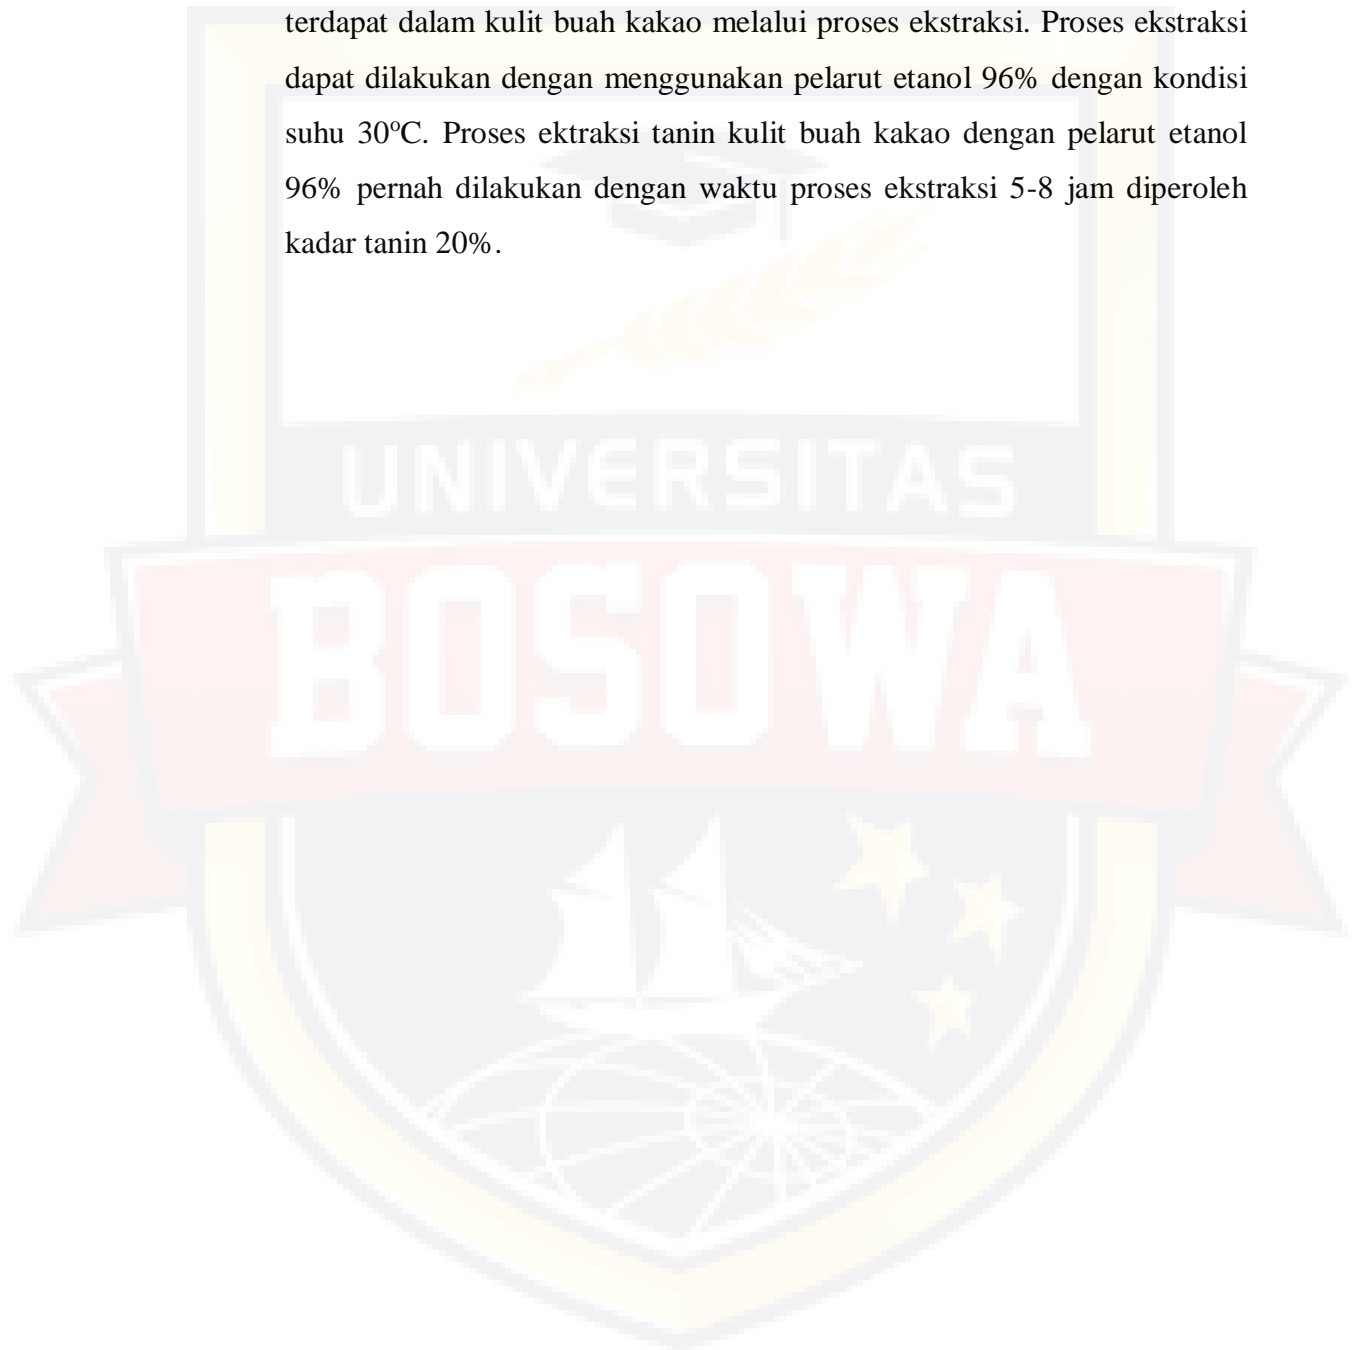 terdapat dalam kulit buah kakao melalui proses ekstraksi. Proses ekstraksi
dapat dilakukan dengan menggunakan pelarut etanol 96% dengan kondisi
suhu 30ºC. Proses ektraksi tanin kulit buah kakao dengan pelarut etanol
96% pernah dilakukan dengan waktu proses ekstraksi 5-8 jam diperoleh
kadar tanin 20%.
UNIVERSITAS
BOSOWA